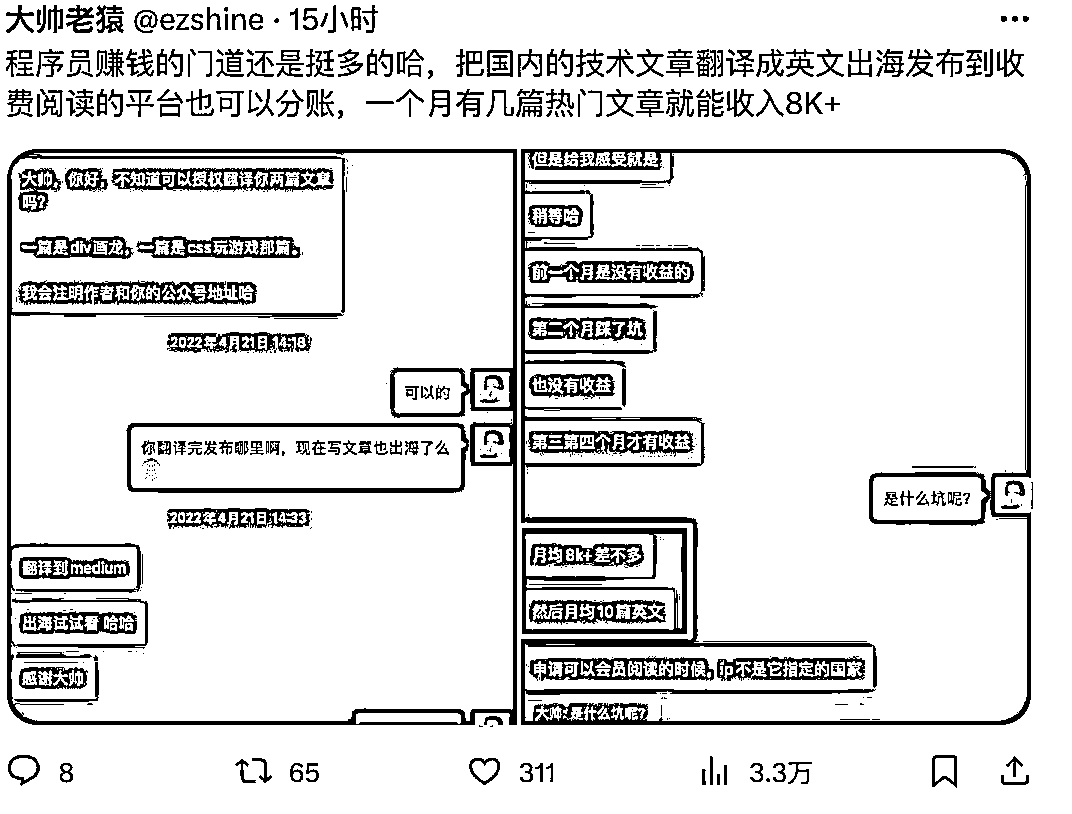 大帅老猿 @ezshine · 15小时
程序员赚钱的门道还是挺多的哈，把国内的技术文章翻译成英文出海发布到收
费阅读的平台也可以分账，一个月有几篇热门文章就能收入8K+
大帅，你好，不知道可以授权翻译你两篇文章
吗？
一篇是div画龙，一篇是css玩游戏那篇。
我会注明作者和你的公众号地址哈
2022年4月21日 14:18
可以的
你翻译完发布哪里啊，现在写文章也出海了么
2022年4月21日 14:33
翻译到medium
出海试试看 哈哈
感谢大帅
但是给我感受就是
稍等哈
前一个月是没有收益的
第二个月踩了坑
也没有收益
第三第四个月才有收益
是什么坑呢？
月均8k+差不多
然后月均10篇英文
申请可以会员阅读的时候，ip不是它指定的国家
大帅：是什么坑呢？
8
65
311
3.3万